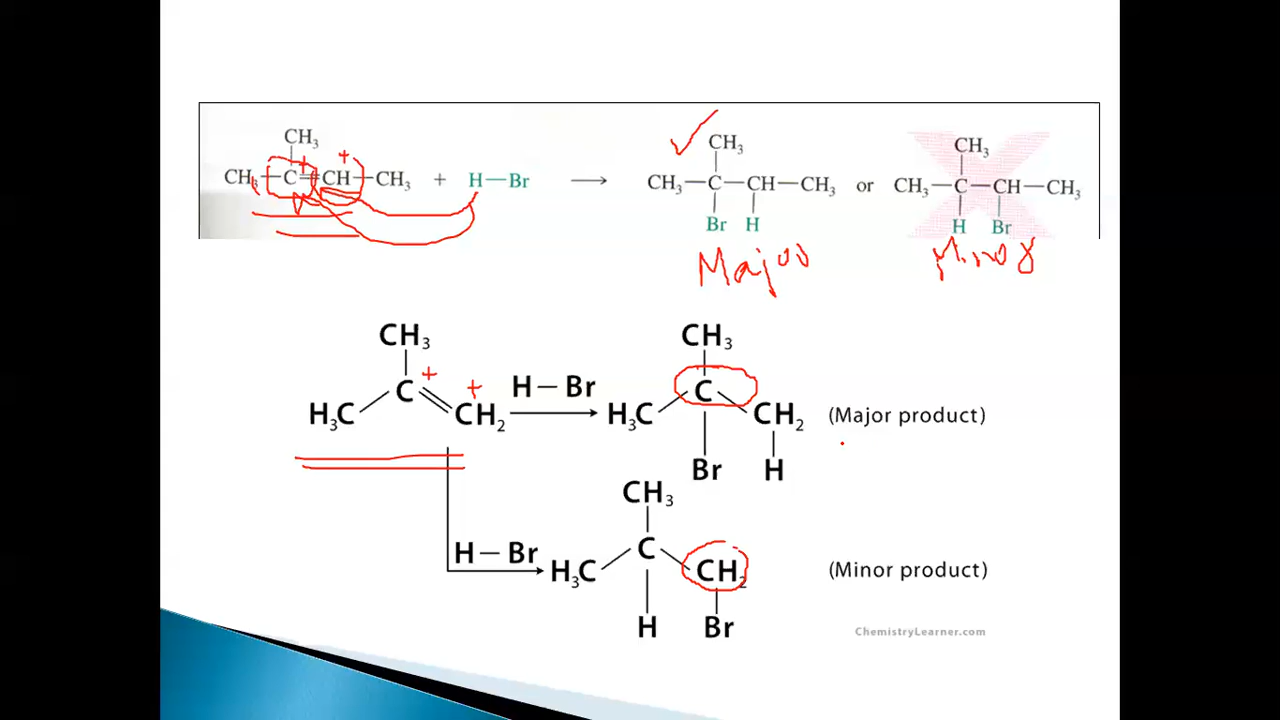 CH3
CH3—C=CH—CH3 + H—Br → CH3—C—CH—CH3 or CH3—C—CH—CH3
CH3 CH3
Br H H Br
Major Minor
CH3 CH3
C + + H–Br C
H3C CH2 H3C CH2 (Major product)
Br H
CH3
H–Br C
H3C CH2 (Minor product)
H Br
ChemistryLearner.com